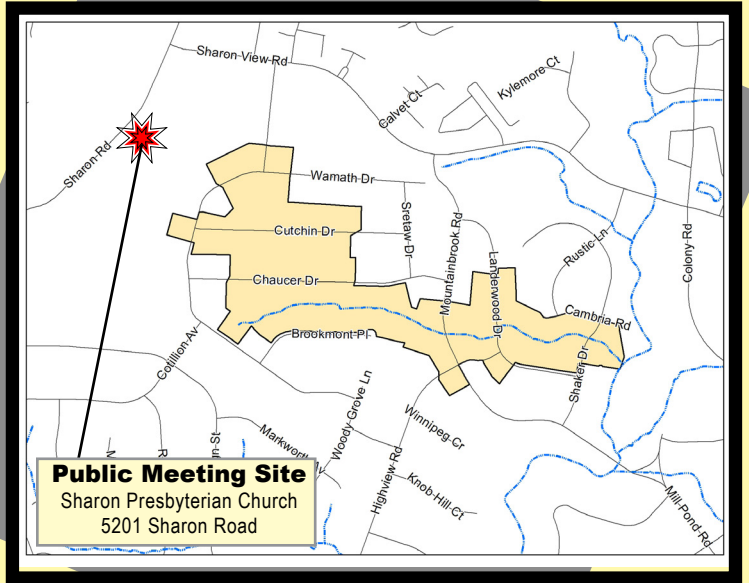 Sharon View Rd
Kylemore Ct
Calvet Ct
Sharon Rd
Wamath Dr
Sretaw Dr
Mountainbrook Rd
Cutchin Dr
Landerwood Dr
Rustic Ln
Colony Rd
Chaucer Dr
Cambria Rd
Brookmont Pl
Cotillion Av
Shaker Dr
Woody Grove Ln
Winnipeg Cr
Markworth Av
Highview Rd
Knob Hill Ct
Mill Pond Rd
Public Meeting Site
Sharon Presbyterian Church
5201 Sharon Road